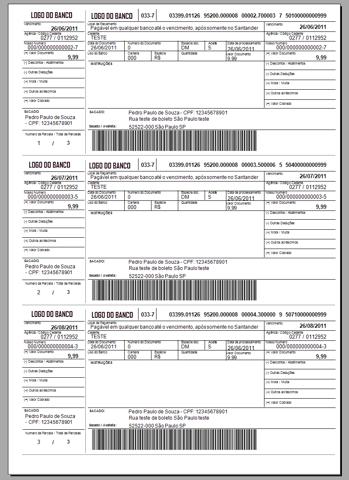 LOGO DO BANCO LOGO DO BANCO 033-7 03399.01126 95200.000008 00002.700003 7 50100000000999
Vencimento 26/06/2011 Local de Pagamento Pagável em qualquer banco até o vencimento, após somente no Santander Vencimento 26/06/2011
Agência / Código Cedente 0277 / 0112952 Cedente TESTE Agência / Código Cedente 0277 / 0112952
Nosso Número 000/000000000002-7 Data do Documento 26/06/2011 Número do Documento 0 Espécie doc. DM Aceite S Data de processamento 26/06/2011 Nosso Número 000/000000000002-7
(=) Valor Documento 9,99 Uso do Banco Carteira 000 Espécie R$ Quantidade Valor Documento 9,99 (=) Valor Documento 9,99
(-) Descontos - Abatimentos INSTRUÇÕES (-) Descontos - Abatimentos
(-) Outras Deduções (-) Outras Deduções
(+) Mora / Multa (+) Mora / Multa
(+) Outros acréscimos (+) Outros acréscimos
(=) Valor Cobrado (=) Valor Cobrado
SACADO: SACADO: Pedro Paulo de Souza - CPF: 12345678901
Pedro Paulo de Souza Rua teste de boleto São Paulo teste
- CPF: 12345678901 52522-000 São Paulo SP
Número da Parcela / Total de Parcelas Sacador / Avalista:
1 / 3
LOGO DO BANCO LOGO DO BANCO 033-7 03399.01126 95200.000008 00003.500006 5 50400000000999
Vencimento 26/07/2011 Local de Pagamento Pagável em qualquer banco até o vencimento, após somente no Santander Vencimento 26/07/2011
Agência / Código Cedente 0277 / 0112952 Cedente TESTE Agência / Código Cedente 0277 / 0112952
Nosso Número 000/000000000003-5 Data do Documento 26/06/2011 Número do Documento 0 Espécie doc. DM Aceite S Data de processamento 26/06/2011 Nosso Número 000/000000000003-5
(=) Valor Documento 9,99 Uso do Banco Carteira 000 Espécie R$ Quantidade Valor Documento 9,99 (=) Valor Documento 9,99
(-) Descontos - Abatimentos INSTRUÇÕES (-) Descontos - Abatimentos
(-) Outras Deduções (-) Outras Deduções
(+) Mora / Multa (+) Mora / Multa
(+) Outros acréscimos (+) Outros acréscimos
(=) Valor Cobrado (=) Valor Cobrado
SACADO: SACADO: Pedro Paulo de Souza - CPF: 12345678901
Pedro Paulo de Souza Rua teste de boleto São Paulo teste
- CPF: 12345678901 52522-000 São Paulo SP
Número da Parcela / Total de Parcelas Sacador / Avalista:
2 / 3
LOGO DO BANCO LOGO DO BANCO 033-7 03399.01126 95200.000008 00004.300000 9 50710000000999
Vencimento 26/08/2011 Local de Pagamento Pagável em qualquer banco até o vencimento, após somente no Santander Vencimento 26/08/2011
Agência / Código Cedente 0277 / 0112952 Cedente TESTE Agência / Código Cedente 0277 / 0112952
Nosso Número 000/000000000004-3 Data do Documento 26/06/2011 Número do Documento 0 Espécie doc. DM Aceite S Data de processamento 26/06/2011 Nosso Número 000/000000000004-3
(=) Valor Documento 9,99 Uso do Banco Carteira 000 Espécie R$ Quantidade Valor Documento 9,99 (=) Valor Documento 9,99
(-) Descontos - Abatimentos INSTRUÇÕES (-) Descontos - Abatimentos
(-) Outras Deduções (-) Outras Deduções
(+) Mora / Multa (+) Mora / Multa
(+) Outros acréscimos (+) Outros acréscimos
(=) Valor Cobrado (=) Valor Cobrado
SACADO: SACADO: Pedro Paulo de Souza - CPF: 12345678901
Pedro Paulo de Souza Rua teste de boleto São Paulo teste
- CPF: 12345678901 52522-000 São Paulo SP
Número da Parcela / Total de Parcelas Sacador / Avalista:
3 / 3